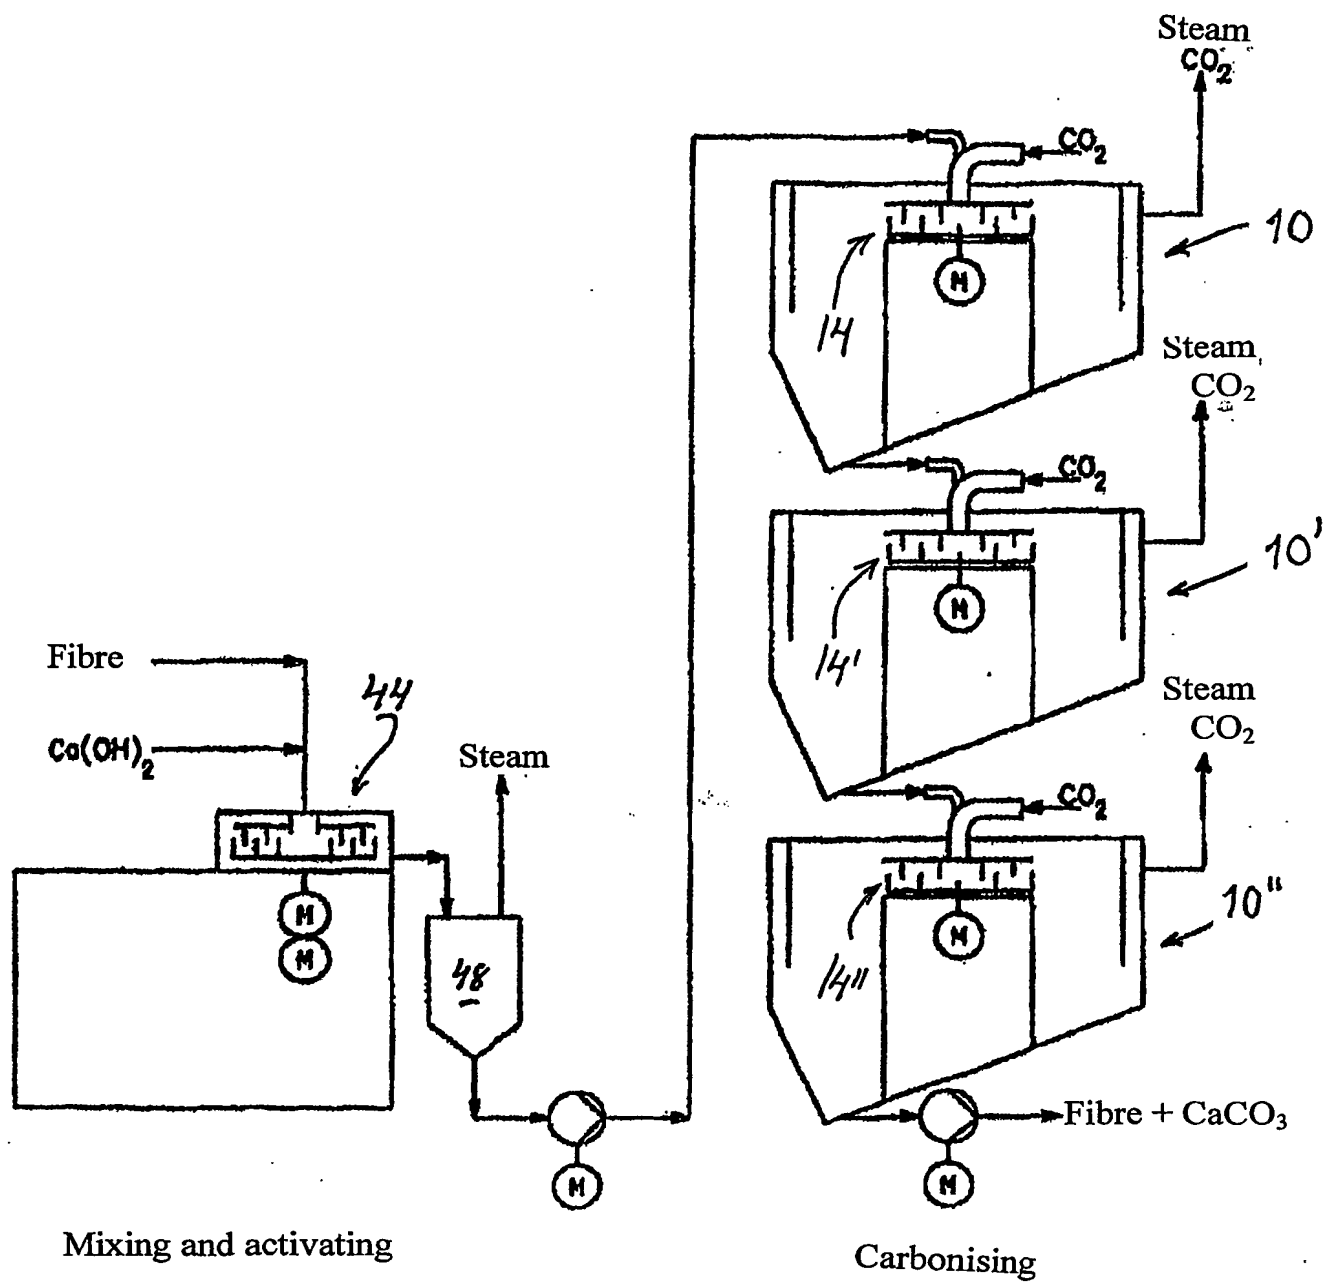 Steam
CO₂
CO₂
10
M
14
Steam
CO₂
CO₂
10'
M
14'
Fibre
44
Steam
CO₂
Ca(OH)₂
Steam
CO₂
10"
M
M
M
48
14"
Fibre + CaCO₃
M
M
Mixing and activating
Carbonising